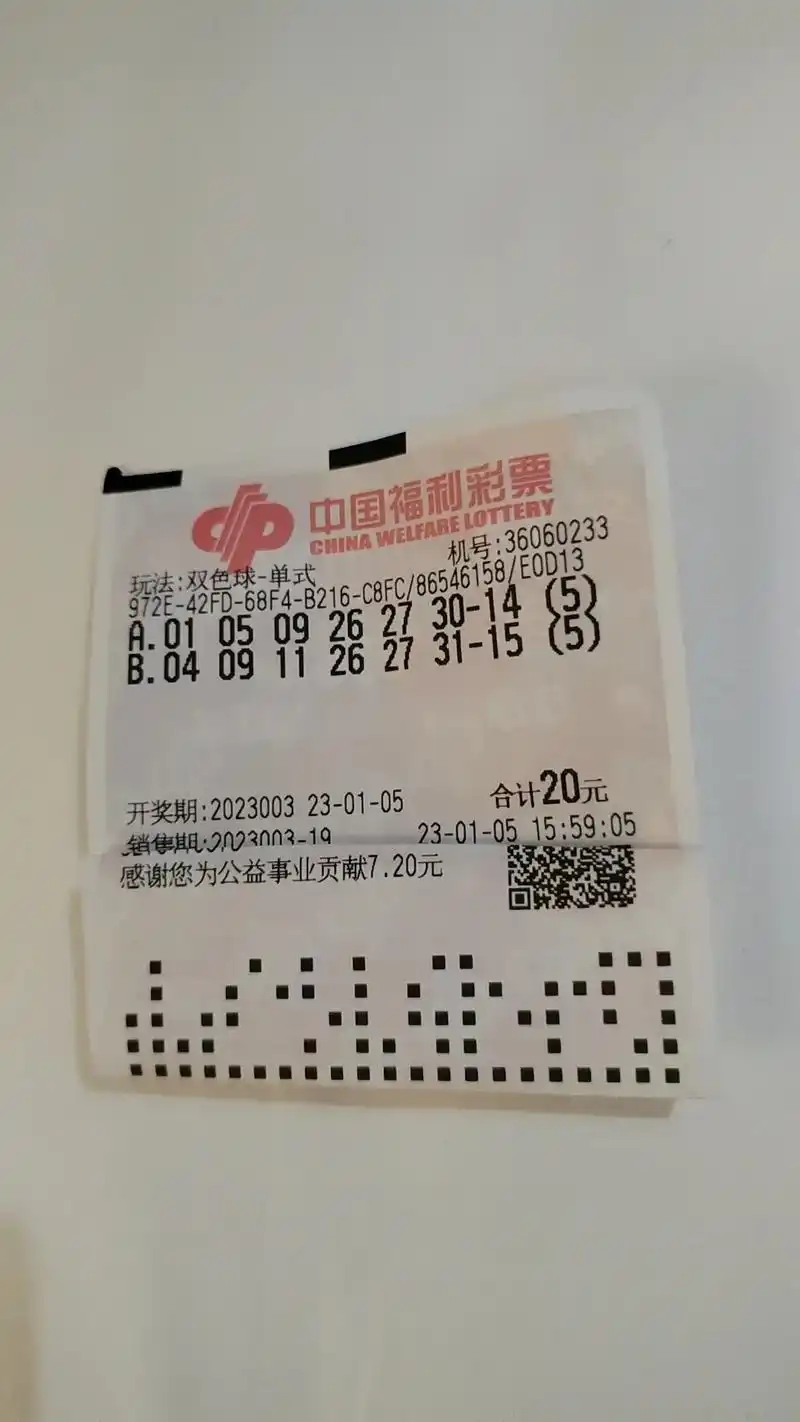 中国福利彩票
CHINA WELFARE LOTTERY
机号:36060233
玩法:双色球-单式
972E-42FD-68F4-B216-C8FC/86546158/E0D13
A.01 05 09 26 27 30-14 (5)
B.04 09 11 26 27 31-15 (5)
开奖期:2023003 23-01-05 合计20元
销售期:2023003-19 23-01-05 15:59:05
感谢您为公益事业贡献7.20元